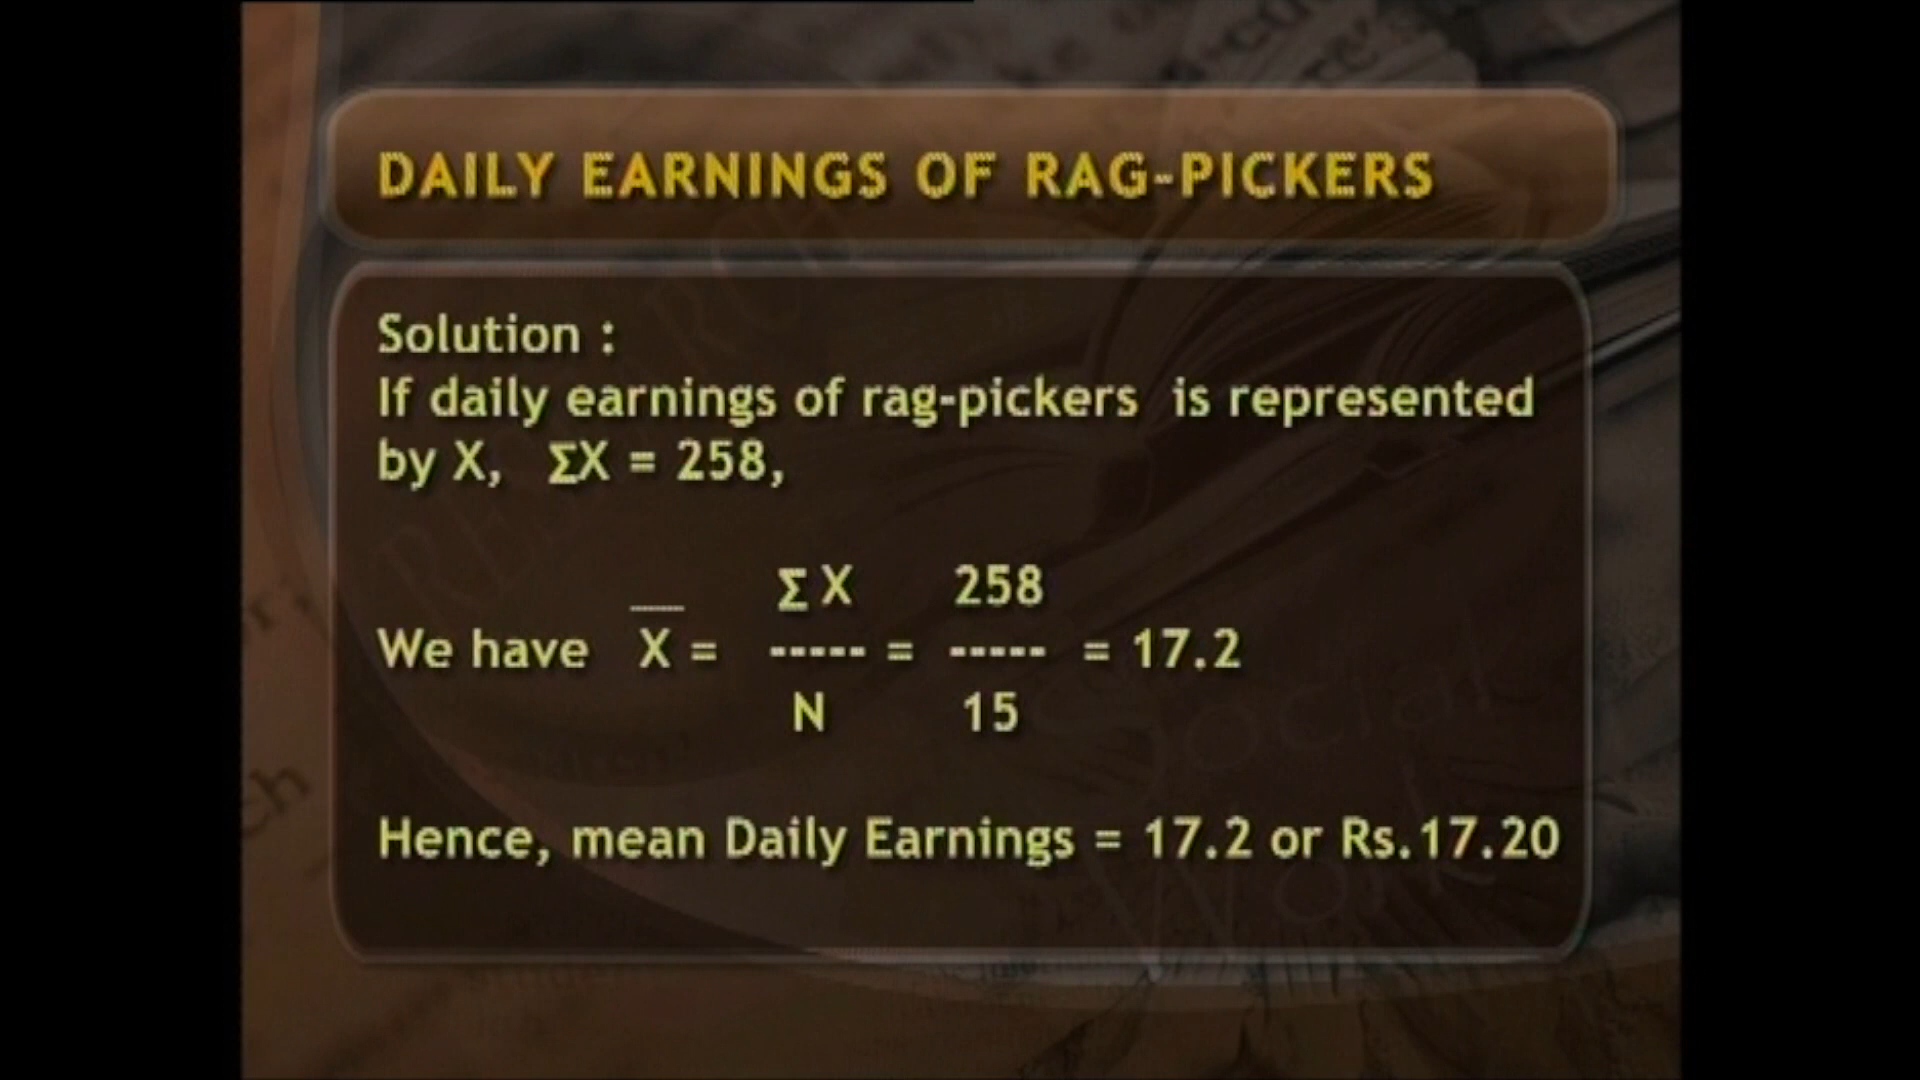 DAILY EARNINGS OF RAG-PICKERS
Solution :
If daily earnings of rag-pickers is represented
by X, ΣX = 258,
__ Σ X 258
We have X = ----- = ----- = 17.2
N 15
Hence, mean Daily Earnings = 17.2 or Rs.17.20